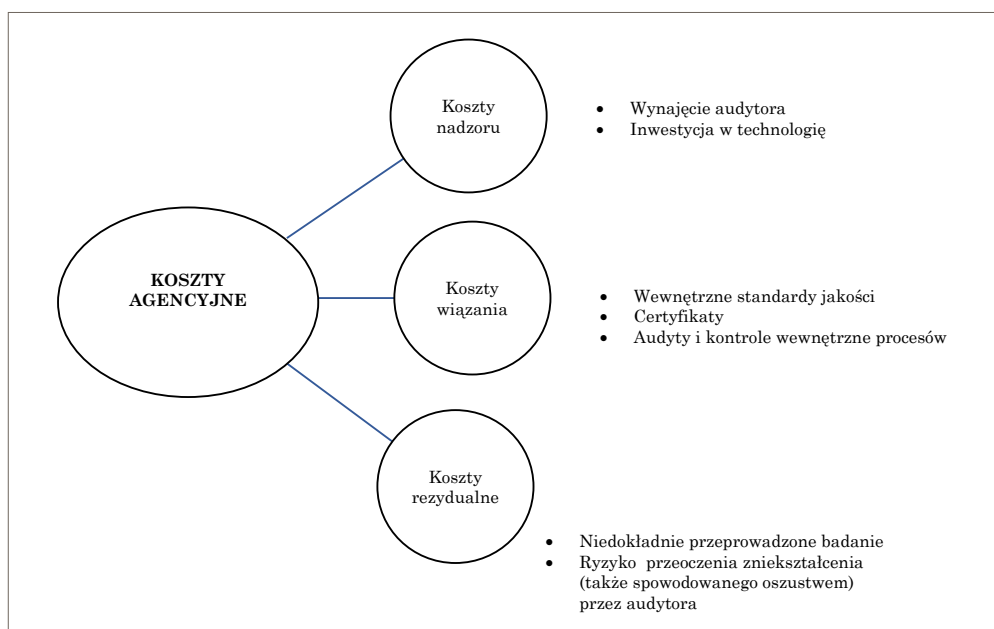 Koszty
nadzoru
• Wynajęcie audytora
• Inwestycja w technologię
KOSZTY
AGENCYJNE
Koszty
wiązania
• Wewnętrzne standardy jakości
• Certyfikaty
• Audyty i kontrole wewnętrzne procesów
Koszty
rezydualne
• Niedokładnie przeprowadzone badanie
• Ryzyko przeoczenia zniekształcenia
(także spowodowanego oszustwem)
przez audytora